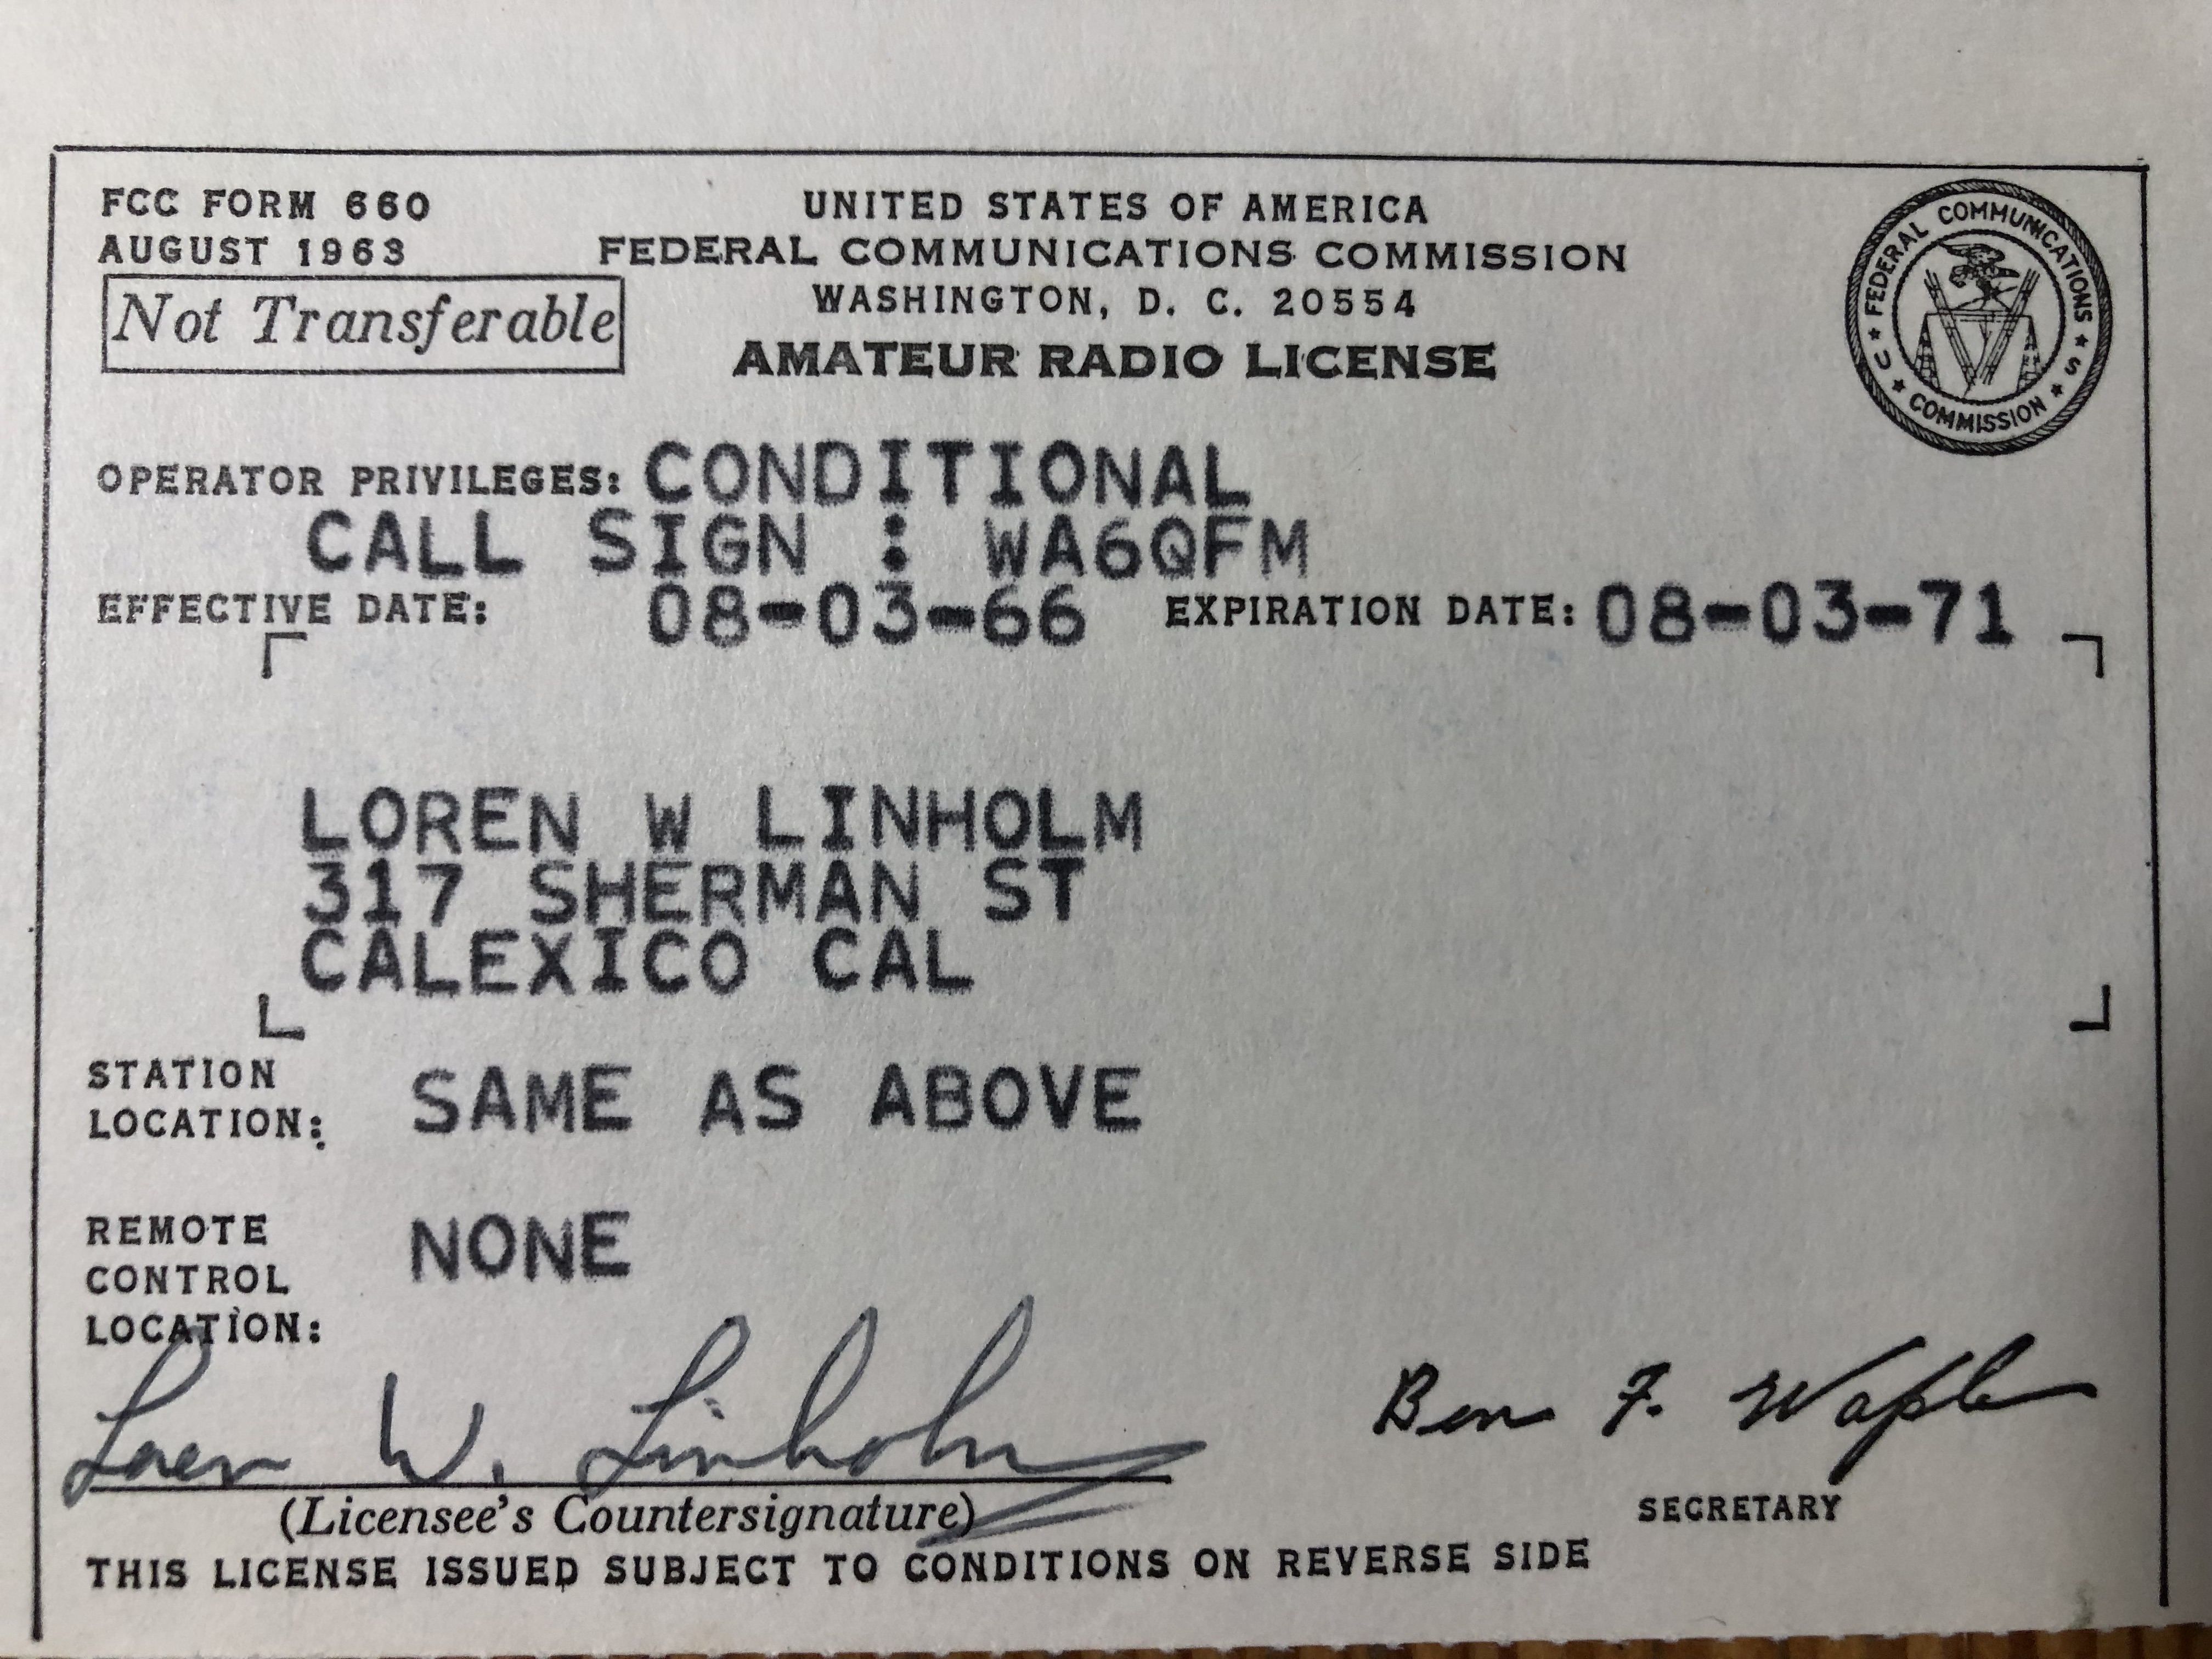 FCC FORM 660
AUGUST 1963
Not Transferable
UNITED STATES OF AMERICA
FEDERAL COMMUNICATIONS COMMISSION
WASHINGTON, D. C. 20554
AMATEUR RADIO LICENSE
FEDERAL COMMUNICATIONS COMMISSION ★ U ★ S ★
OPERATOR PRIVILEGES: CONDITIONAL
CALL SIGN : WA6QFM
EFFECTIVE DATE: 08-03-66 EXPIRATION DATE: 08-03-71
LOREN W LINHOLM
317 SHERMAN ST
CALEXICO CAL
STATION
LOCATION: SAME AS ABOVE
REMOTE
CONTROL
LOCATION: NONE
Loren W. Linholm
Ben F. Waple
(Licensee's Countersignature)
SECRETARY
THIS LICENSE ISSUED SUBJECT TO CONDITIONS ON REVERSE SIDE